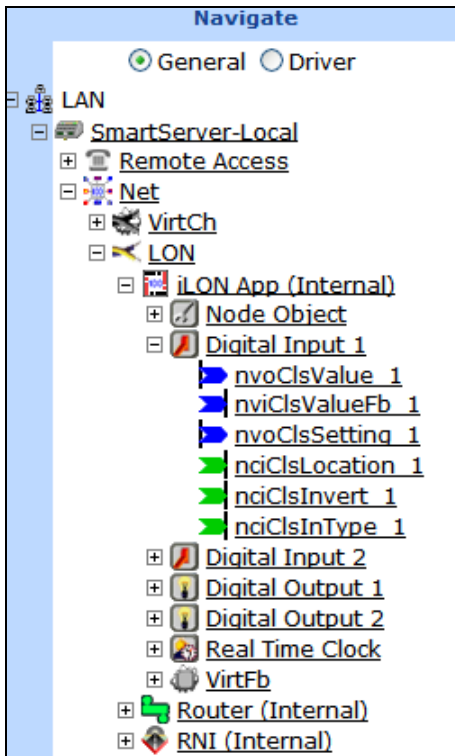 Navigate
General Driver
LAN
SmartServer-Local
Remote Access
Net
VirtCh
LON
iLON App (Internal)
Node Object
Digital Input 1
nvoClsValue_1
nviClsValueFb_1
nvoClsSetting_1
nciClsLocation_1
nciClsInvert_1
nciClsInType_1
Digital Input 2
Digital Output 1
Digital Output 2
Real Time Clock
VirtFb
Router (Internal)
RNI (Internal)